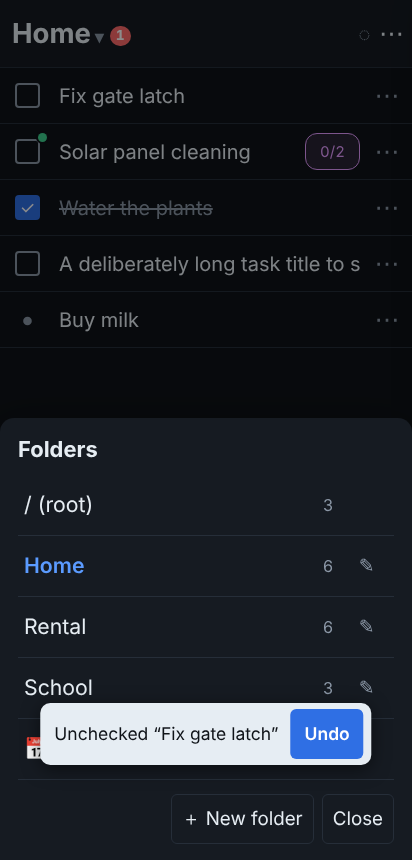 Home ▾ 1 ⋯
Fix gate latch ⋯
Solar panel cleaning 0/2 ⋯
Water the plants ⋯
A deliberately long task title to s ⋯
• Buy milk ⋯
Folders
/ (root) 3
Home 6 ✎
Rental 6 ✎
School 3 ✎
Unchecked “Fix gate latch” Undo
+ New folder Close